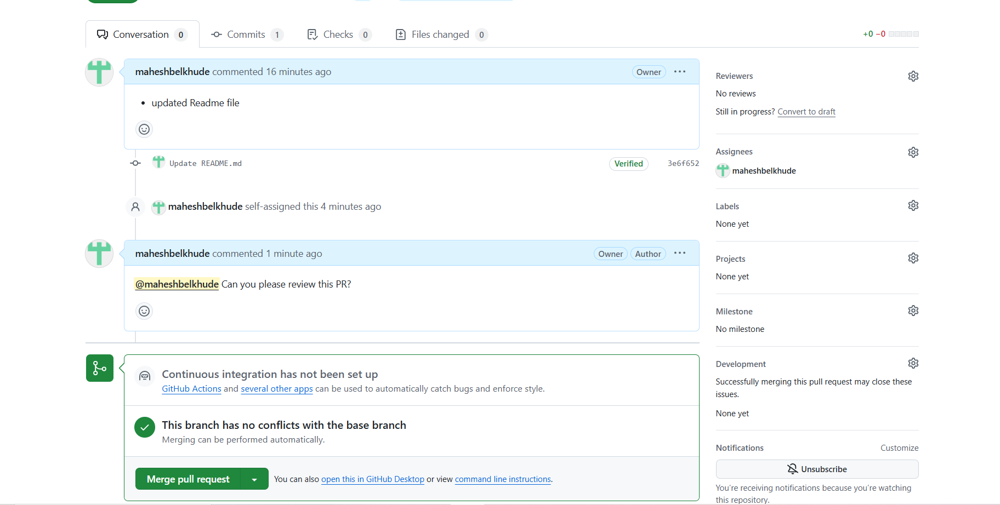 Conversation 0 Commits 1 Checks 0 Files changed 0 +0 −0
maheshbelkhude commented 16 minutes ago Owner
updated Readme file
Update README.md Verified 3e6f652
maheshbelkhude self-assigned this 4 minutes ago
maheshbelkhude commented 1 minute ago Owner Author
@maheshbelkhude Can you please review this PR?
Continuous integration has not been set up
GitHub Actions and several other apps can be used to automatically catch bugs and enforce style.
This branch has no conflicts with the base branch
Merging can be performed automatically.
Merge pull request You can also open this in GitHub Desktop or view command line instructions.
Reviewers
No reviews
Still in progress? Convert to draft
Assignees
maheshbelkhude
Labels
None yet
Projects
None yet
Milestone
No milestone
Development
Successfully merging this pull request may close these
issues.
None yet
Notifications Customize
Unsubscribe
You're receiving notifications because you're watching
this repository.